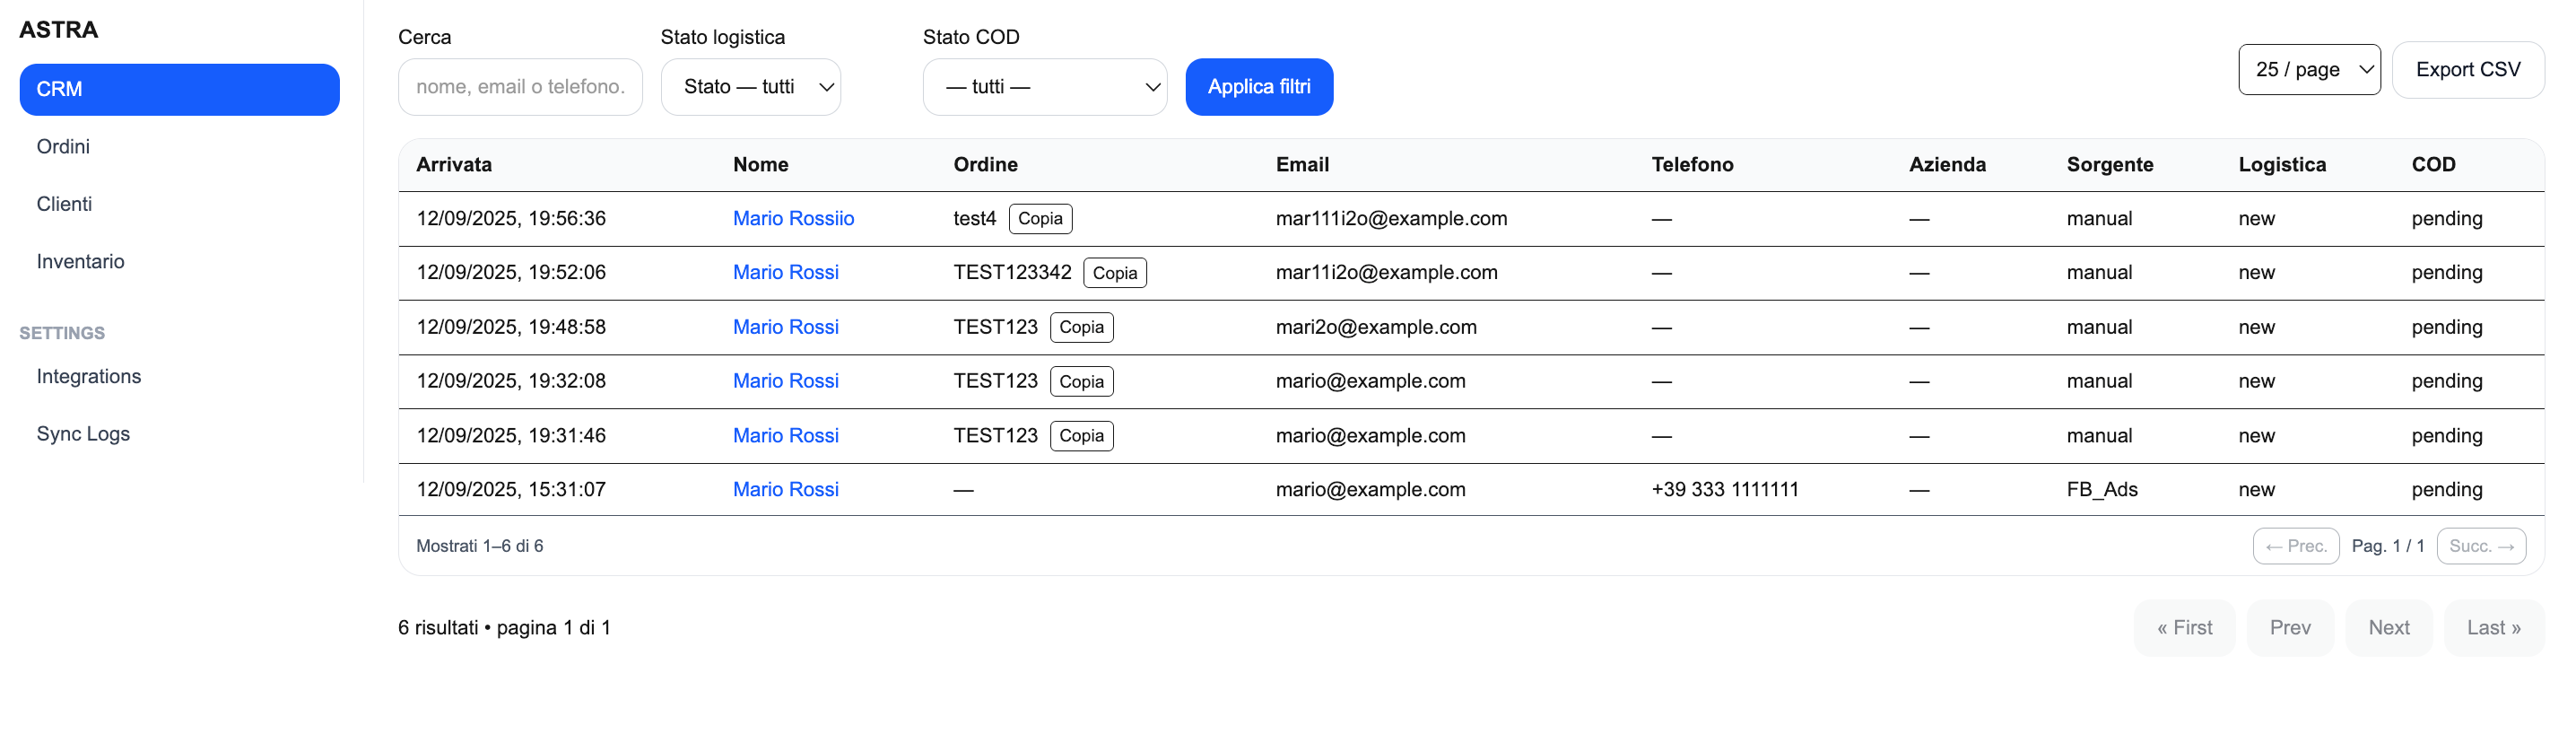 ASTRA
CRM
Ordini
Clienti
Inventario
SETTINGS
Integrations
Sync Logs
Cerca Stato logistica Stato COD
nome, email o telefono. Stato — tutti — tutti — Applica filtri 25 / page Export CSV
Arrivata Nome Ordine Email Telefono Azienda Sorgente Logistica COD
12/09/2025, 19:56:36 Mario Rossiio test4 Copia mar111i2o@example.com — — manual new pending
12/09/2025, 19:52:06 Mario Rossi TEST123342 Copia mar11i2o@example.com — — manual new pending
12/09/2025, 19:48:58 Mario Rossi TEST123 Copia mari2o@example.com — — manual new pending
12/09/2025, 19:32:08 Mario Rossi TEST123 Copia mario@example.com — — manual new pending
12/09/2025, 19:31:46 Mario Rossi TEST123 Copia mario@example.com — — manual new pending
12/09/2025, 15:31:07 Mario Rossi — mario@example.com +39 333 1111111 — FB_Ads new pending
Mostrati 1–6 di 6 ← Prec. Pag. 1 / 1 Succ. →
6 risultati • pagina 1 di 1 « First Prev Next Last »